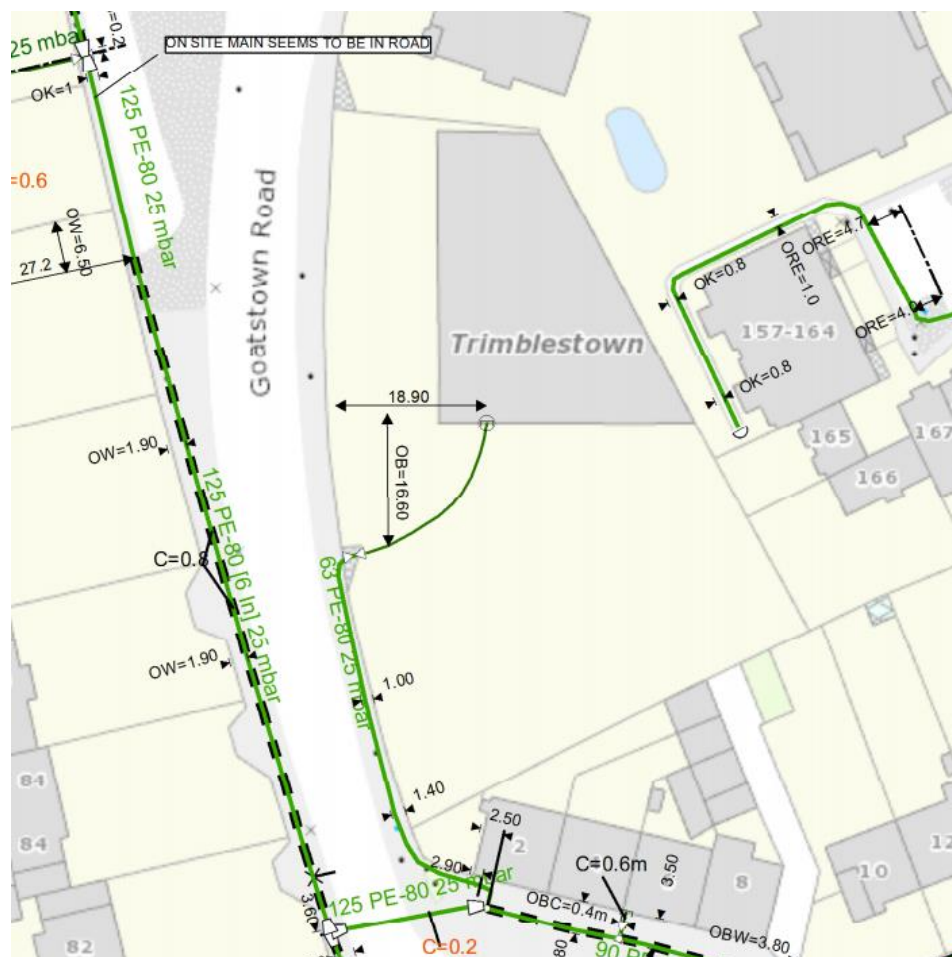 ON SITE MAIN SEEMS TO BE IN ROAD
25 mbar
OK=1
125 PE-80 25 mbar
=0.6
OW=6.50
27.2
Goatstown Road
ORE=4.7
OK=0.8
ORE=1.0
157-164
Trimblestown
OK=0.8
18.90
OB=16.60
165
167
166
OW=1.90
125 PE-80 [6 In] 25 mbar
C=0.8
63 PE-80 25 mbar
OW=1.90
1.00
84
1.40
2.50
84
2
2.90
C=0.6m
3.50
8
10
12
125 PE-80 25 mbar
3.60
OBC=0.4m
OBW=3.80
82
C=0.2
90